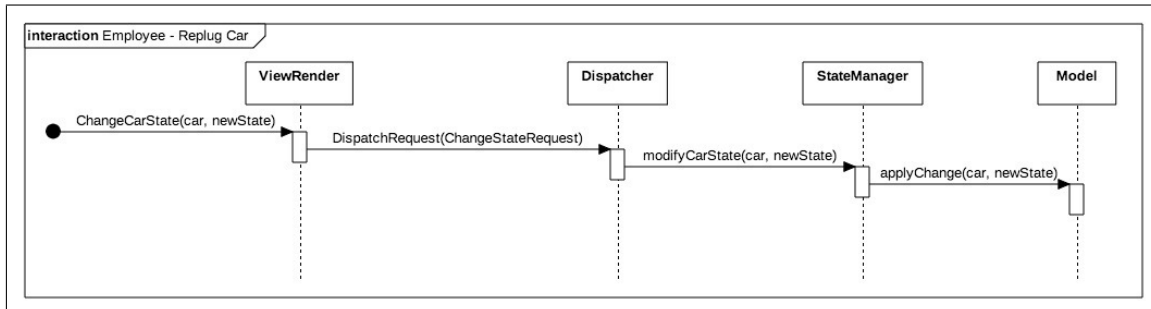 interaction Employee - Replug Car
ViewRender
Dispatcher
StateManager
Model
ChangeCarState(car, newState)
DispatchRequest(ChangeStateRequest)
modifyCarState(car, newState)
applyChange(car, newState)